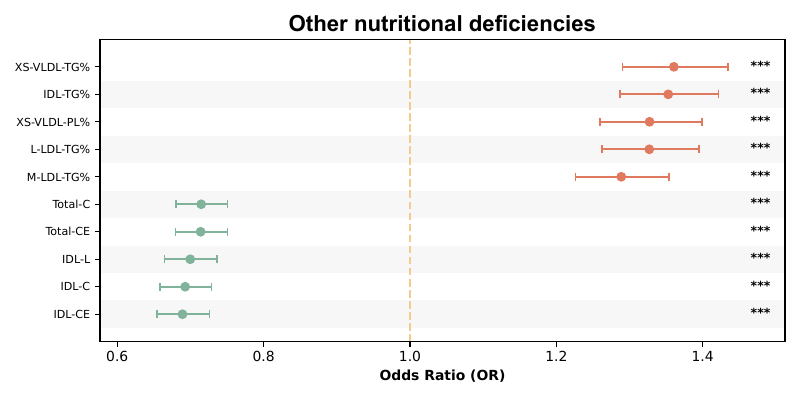 Other nutritional deficiencies
XS-VLDL-TG% ***
IDL-TG% ***
XS-VLDL-PL% ***
L-LDL-TG% ***
M-LDL-TG% ***
Total-C ***
Total-CE ***
IDL-L ***
IDL-C ***
IDL-CE ***
0.6 0.8 1.0 1.2 1.4
Odds Ratio (OR)